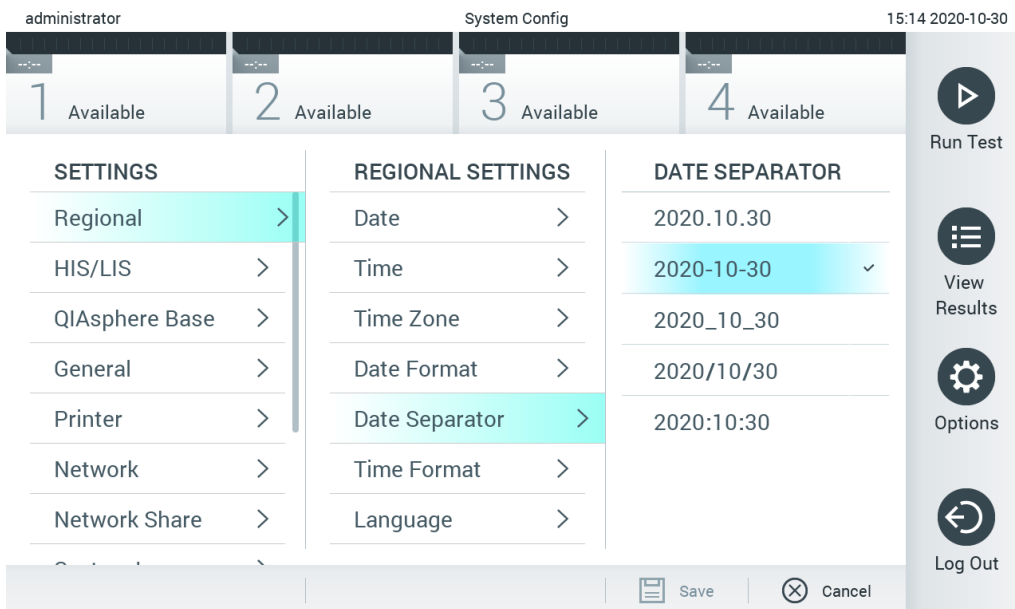 administrator
System Config
15:14 2020-10-30
--:--
1 Available
--:--
2 Available
--:--
3 Available
--:--
4 Available
SETTINGS
Regional
HIS/LIS
QIAsphere Base
General
Printer
Network
Network Share
REGIONAL SETTINGS
Date
Time
Time Zone
Date Format
Date Separator
Time Format
Language
DATE SEPARATOR
2020.10.30
2020-10-30
2020_10_30
2020/10/30
2020:10:30
Run Test
View
Results
Options
Log Out
Save
Cancel